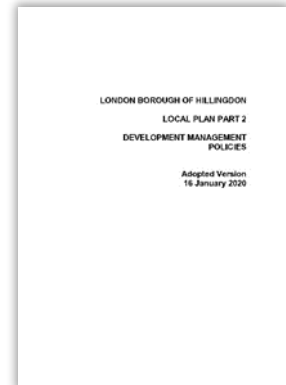 LONDON BOROUGH OF HILLINGDON
LOCAL PLAN PART 2
DEVELOPMENT MANAGEMENT
POLICIES
Adopted Version
16 January 2020